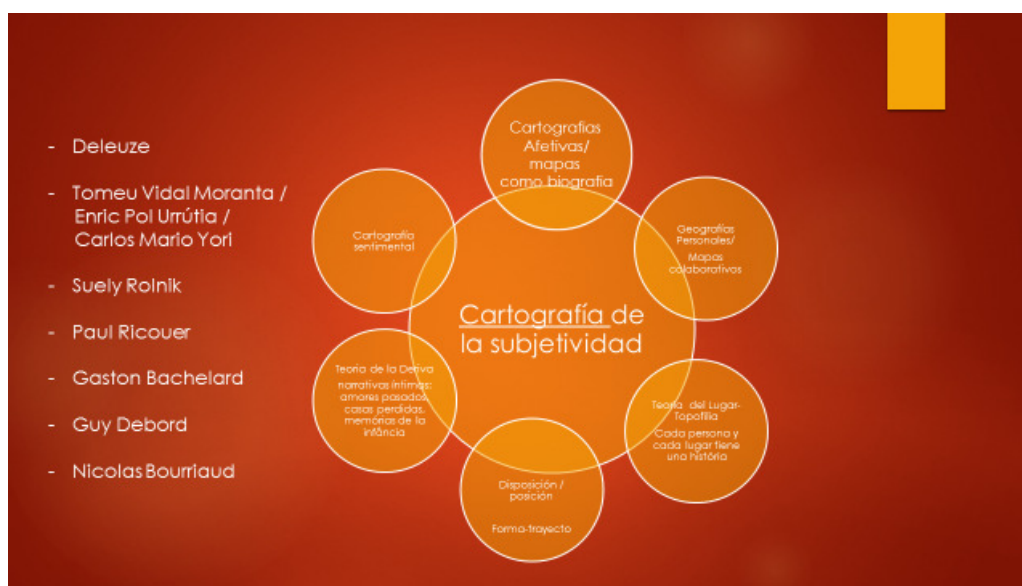 - Deleuze
- Tomeu Vidal Moranta /
Enric Pol Urrútia /
Carlos Mario Yori
- Suely Rolnik
- Paul Ricouer
- Gaston Bachelard
- Guy Debord
- Nicolas Bourriaud
Cartografías
Afetivas/
mapas
como biografía
Geografías
Personales/
Mapas
colaborativos
Teoría del Lugar-
Topofilia
Cada persona y
cada lugar tiene
una história
Disposición /
posición
Forma-trayecto
Teoría de la Deriva
narrativas íntimas:
amores pasados,
casas perdidas,
memórias de la
infância
Cartografía
sentimental
Cartografía de
la subjetividad